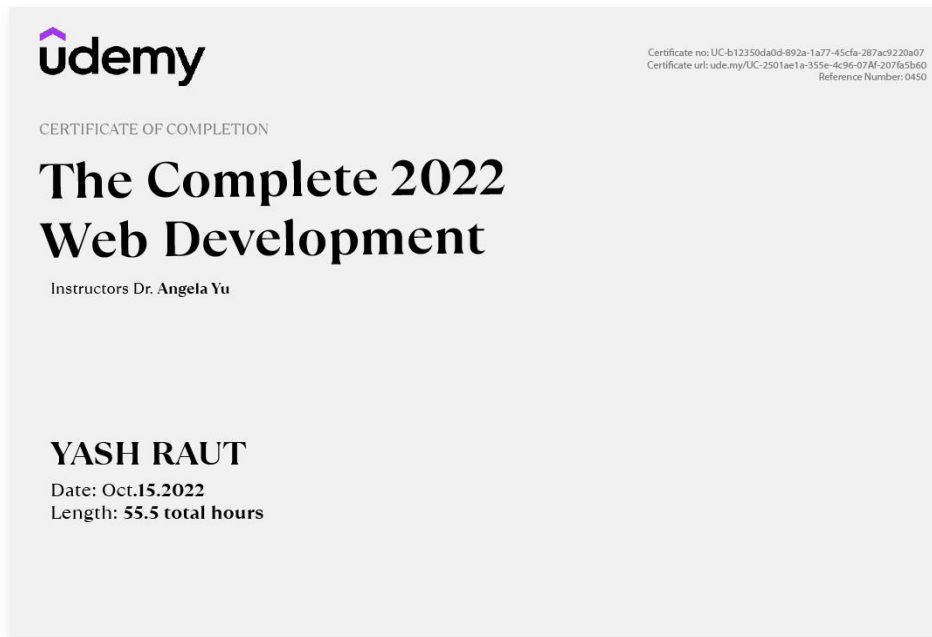 ûdemy
Certificate no: UC-b12350da0d-892a-1a77-45cfa-287ac9220a07
Certificate url: ude.my/UC-2501ae1a-355e-4c96-07Af-207fa5b60
Reference Number: 0450
CERTIFICATE OF COMPLETION
The Complete 2022
Web Development
Instructors Dr. Angela Yu
YASH RAUT
Date: Oct.15.2022
Length: 55.5 total hours